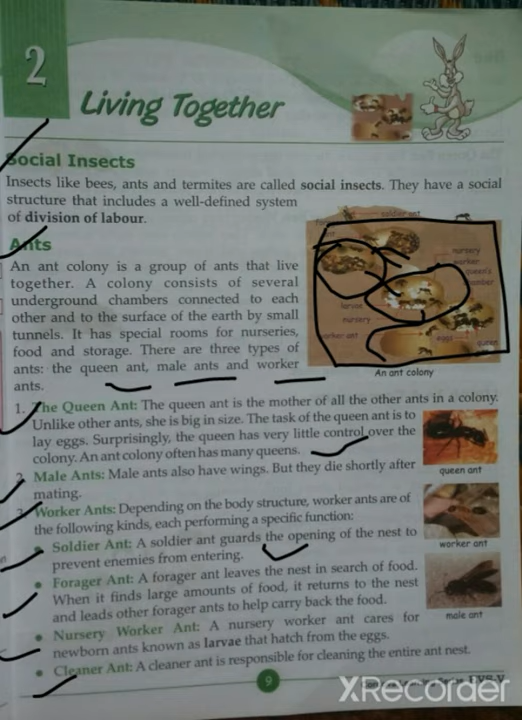 2
Living Together
Social Insects
Insects like bees, ants and termites are called social insects. They have a social
structure that includes a well-defined system
of division of labour.
soldier ant
Ants
nursery
worker
queen's
chamber
larvae
nursery
worker ant
eggs
queen
An ant colony
An ant colony is a group of ants that live
together. A colony consists of several
underground chambers connected to each
other and to the surface of the earth by small
tunnels. It has special rooms for nurseries,
food and storage. There are three types of
ants: the queen ant, male ants and worker
ants.
1. The Queen Ant: The queen ant is the mother of all the other ants in a colony.
Unlike other ants, she is big in size. The task of the queen ant is to
lay eggs. Surprisingly, the queen has very little control over the
colony. An ant colony often has many queens.
queen ant
2. Male Ants: Male ants also have wings. But they die shortly after
mating.
3. Worker Ants: Depending on the body structure, worker ants are of
the following kinds, each performing a specific function:
worker ant
• Soldier Ant: A soldier ant guards the opening of the nest to
prevent enemies from entering.
• Forager Ant: A forager ant leaves the nest in search of food.
When it finds large amounts of food, it returns to the nest
and leads other forager ants to help carry back the food.
male ant
• Nursery Worker Ant: A nursery worker ant cares for
newborn ants known as larvae that hatch from the eggs.
• Cleaner Ant: A cleaner ant is responsible for cleaning the entire ant nest.
9
EVS-V
XRecorder